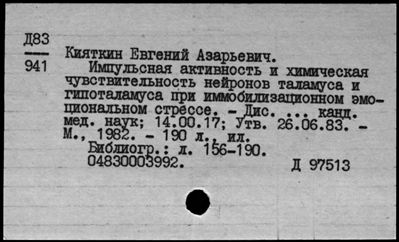 Д83
941
Кияткин Евгений Азарьевич.
Импульсная активность и химическая
чувствительность нейронов таламуса и
гипоталамуса при иммобилизационном эмо-
циональном стрессе. - Дис. ... канд.
мед. наук; 14.00.17; Утв. 26.06.83. -
М., 1982. - 190 л., ил.
Библиогр.: л. 156-190.
04830003992.
Д 97513